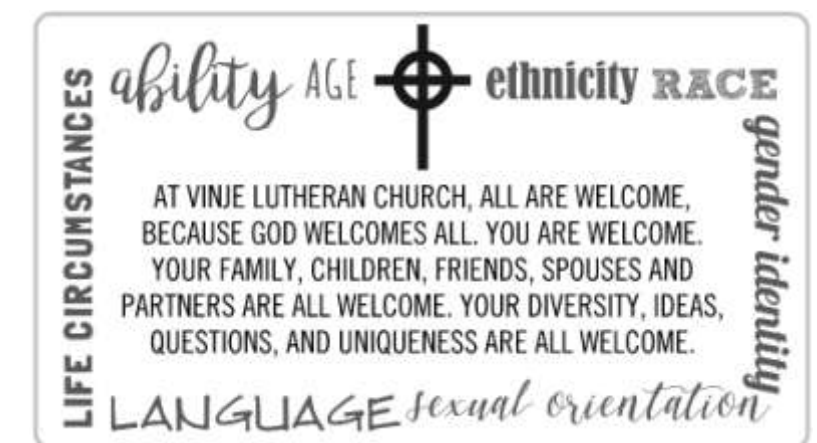 ability AGE ethnicity RACE
LIFE CIRCUMSTANCES
gender identity
AT VINJE LUTHERAN CHURCH, ALL ARE WELCOME,
BECAUSE GOD WELCOMES ALL. YOU ARE WELCOME.
YOUR FAMILY, CHILDREN, FRIENDS, SPOUSES AND
PARTNERS ARE ALL WELCOME. YOUR DIVERSITY, IDEAS,
QUESTIONS, AND UNIQUENESS ARE ALL WELCOME.
LANGUAGE sexual orientation